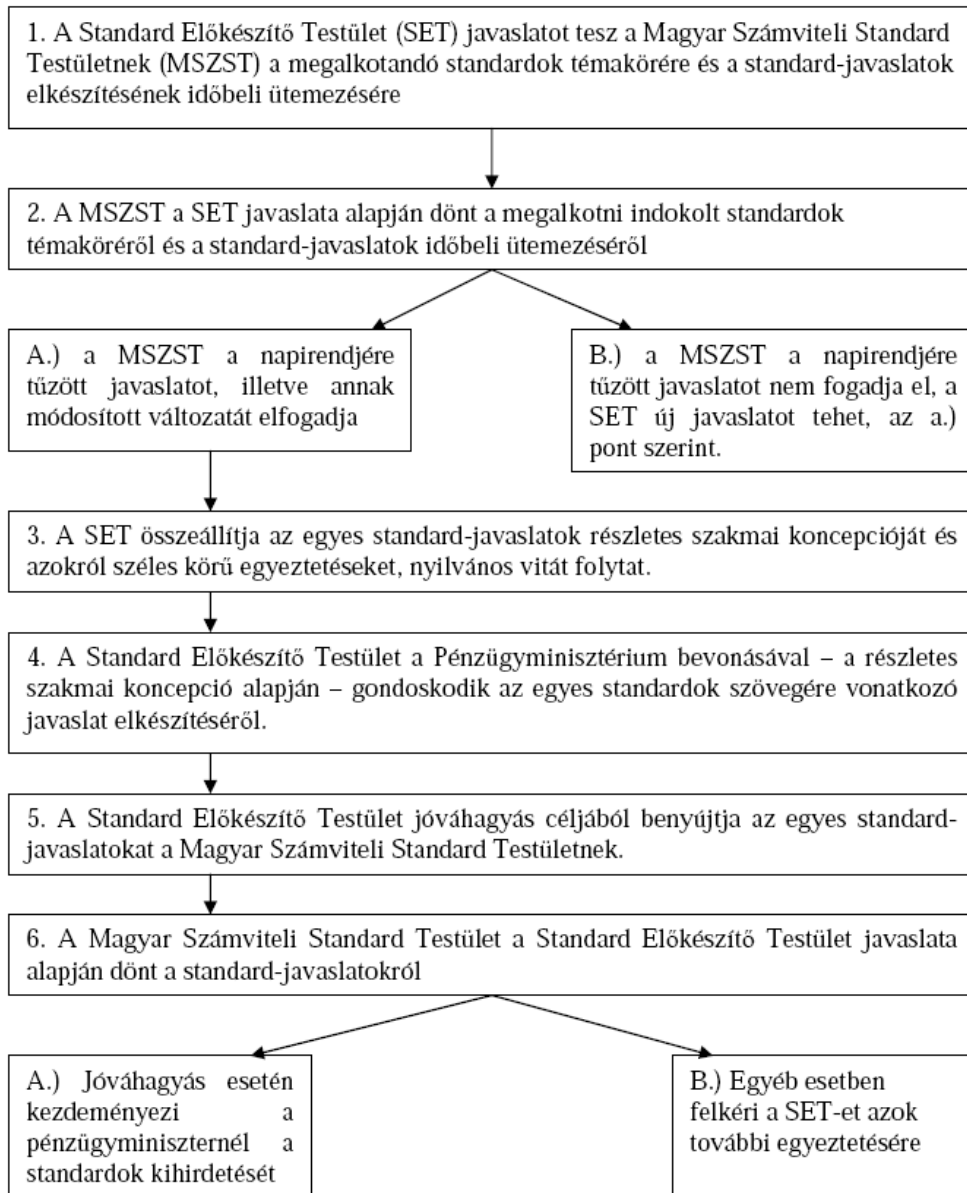 1. A Standard Előkészítő Testület (SET) javaslatot tesz a Magyar Számviteli Standard
Testületnek (MSZST) a megalkotandó standardok témakörére és a standard-javaslatok
elkészítésének időbeli ütemezésére
2. A MSZST a SET javaslata alapján dönt a megalkotni indokolt standardok
témaköréről és a standard-javaslatok időbeli ütemezéséről
A.) a MSZST a napirendjére
tűzött javaslatot, illetve annak
módosított változatát elfogadja
B.) a MSZST a napirendjére
tűzött javaslatot nem fogadja el, a
SET új javaslatot tehet, az a.)
pont szerint.
3. A SET összeállítja az egyes standard-javaslatok részletes szakmai koncepcióját és
azokról széles körű egyeztetéseket, nyilvános vitát folytat.
4. A Standard Előkészítő Testület a Pénzügyminisztérium bevonásával – a részletes
szakmai koncepció alapján – gondoskodik az egyes standardok szövegére vonatkozó
javaslat elkészítéséről.
5. A Standard Előkészítő Testület jóváhagyás céljából benyújtja az egyes standard-
javaslatokat a Magyar Számviteli Standard Testületnek.
6. A Magyar Számviteli Standard Testület a Standard Előkészítő Testület javaslata
alapján dönt a standard-javaslatokról
A.) Jóváhagyás esetén
kezdeményezi a
pénzügyminiszternél a
standardok kihirdetését
B.) Egyéb esetben
felkéri a SET-et azok
további egyeztetésére